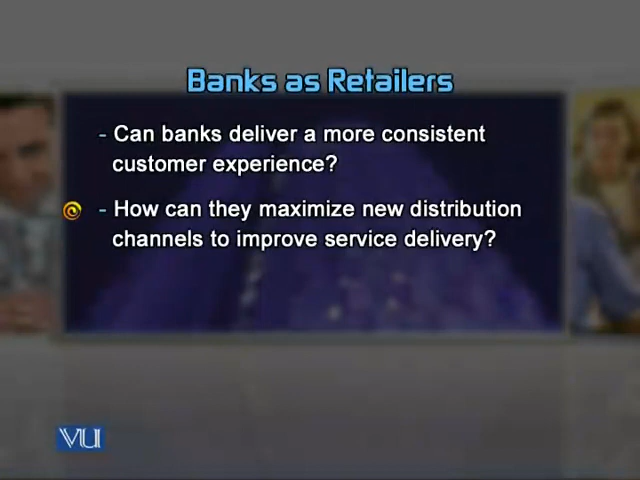 Banks as Retailers
- Can banks deliver a more consistent
customer experience?
- How can they maximize new distribution
channels to improve service delivery?
VU